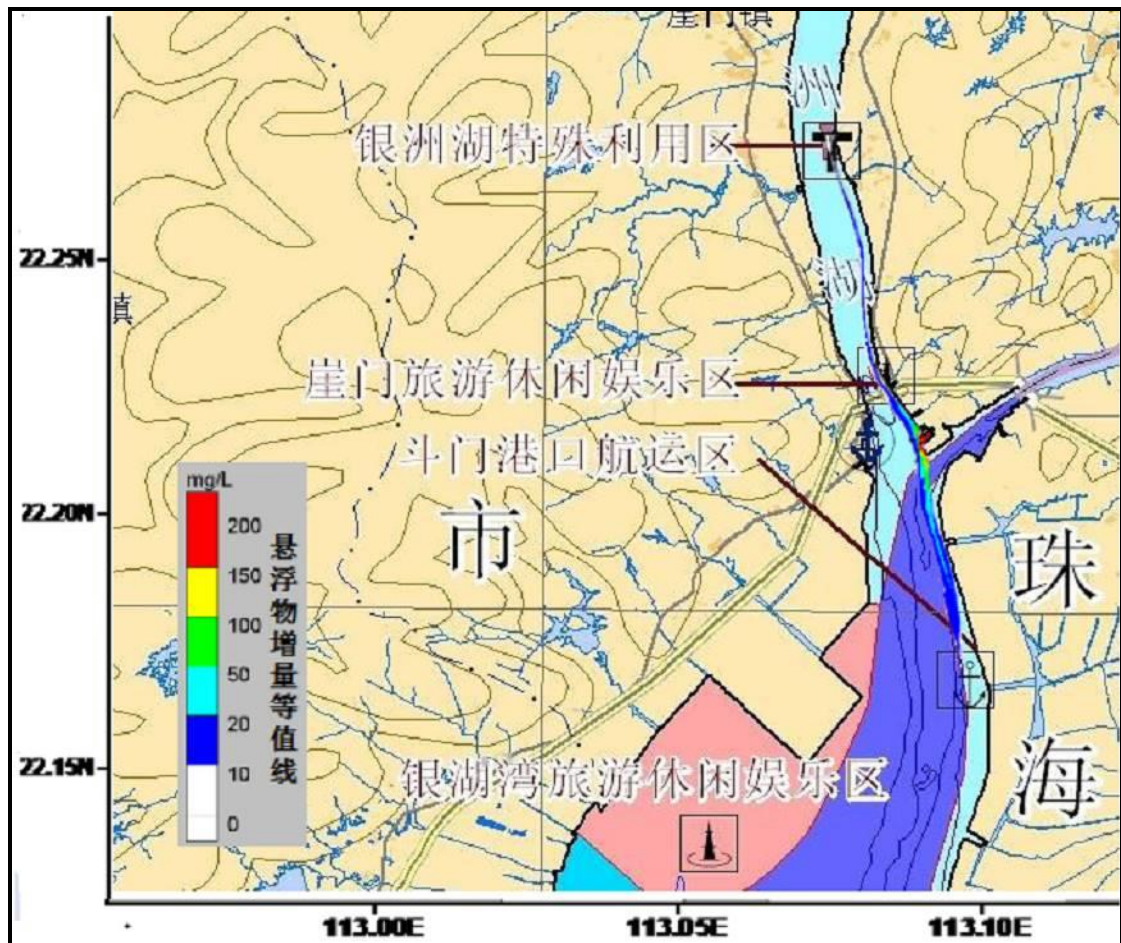 崖门镇
洲
银洲湖特殊利用区
22.25N
湖
镇
崖门旅游休闲娱乐区
斗门港口航运区
mg/L
200
150
100
50
20
10
0
悬浮物增量等值线
22.20N
市
珠
海
22.15N
银湖湾旅游休闲娱乐区
113.00E
113.05E
113.10E